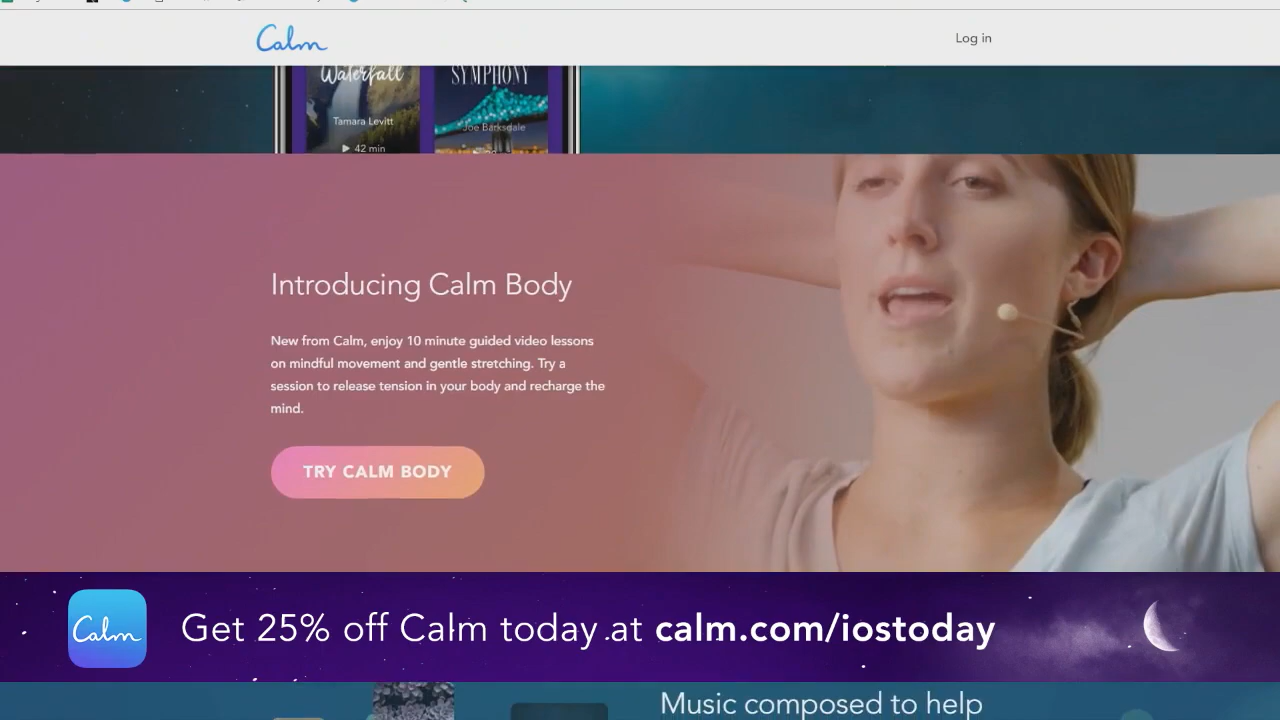 Calm
Log in
Waterfall
SYMPHONY
Tamara Levitt
Joe Barksdale
42 min
Introducing Calm Body
New from Calm, enjoy 10 minute guided video lessons
on mindful movement and gentle stretching. Try a
session to release tension in your body and recharge the
mind.
TRY CALM BODY
Calm
Get 25% off Calm today at calm.com/iostoday
Music composed to help